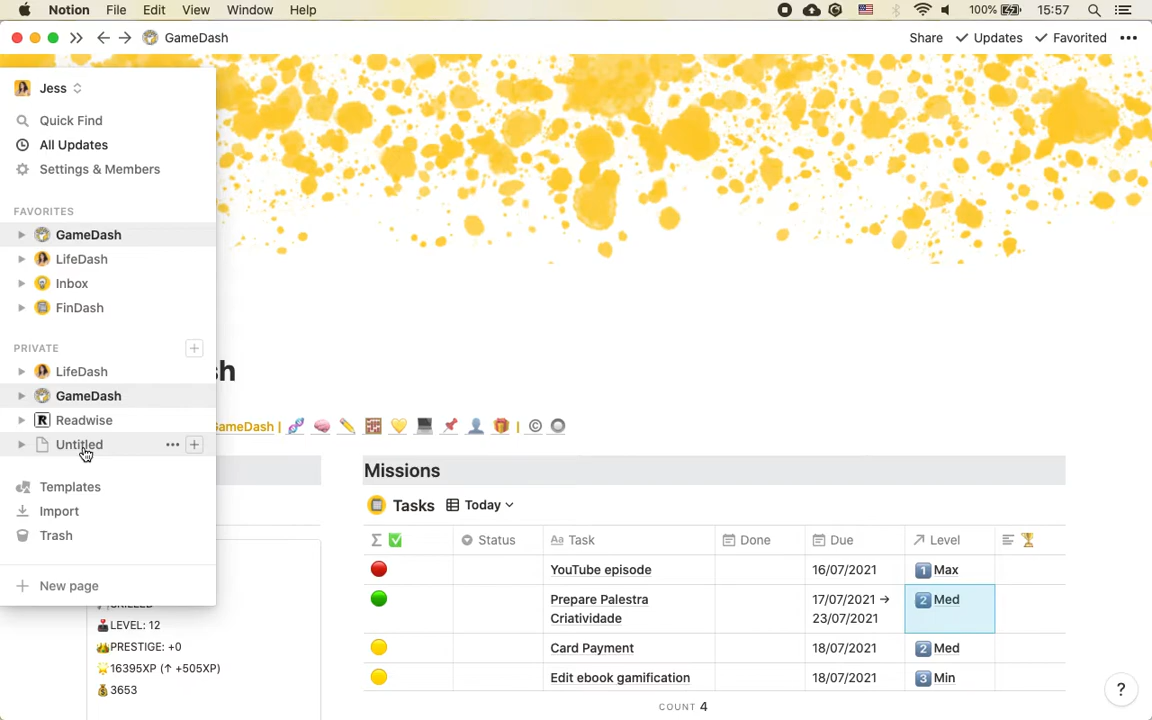 Notion File Edit View Window Help 100% 15:57
GameDash Share Updates Favorited
Jess
Quick Find
All Updates
Settings & Members
FAVORITES
GameDash
LifeDash
Inbox
FinDash
PRIVATE
LifeDash
GameDash
R Readwise
Untitled
Templates
Import
Trash
New page
sh
GameDash | | ©
Missions
Tasks Today
Σ Status Aa Task Done Due Level
YouTube episode 16/07/2021 1 Max
Prepare Palestra 17/07/2021 → 2 Med
Criatividade 23/07/2021
Card Payment 18/07/2021 2 Med
Edit ebook gamification 18/07/2021 3 Min
COUNT 4
LEVEL: 12
PRESTIGE: +0
16395XP (↑ +505XP)
3653
?